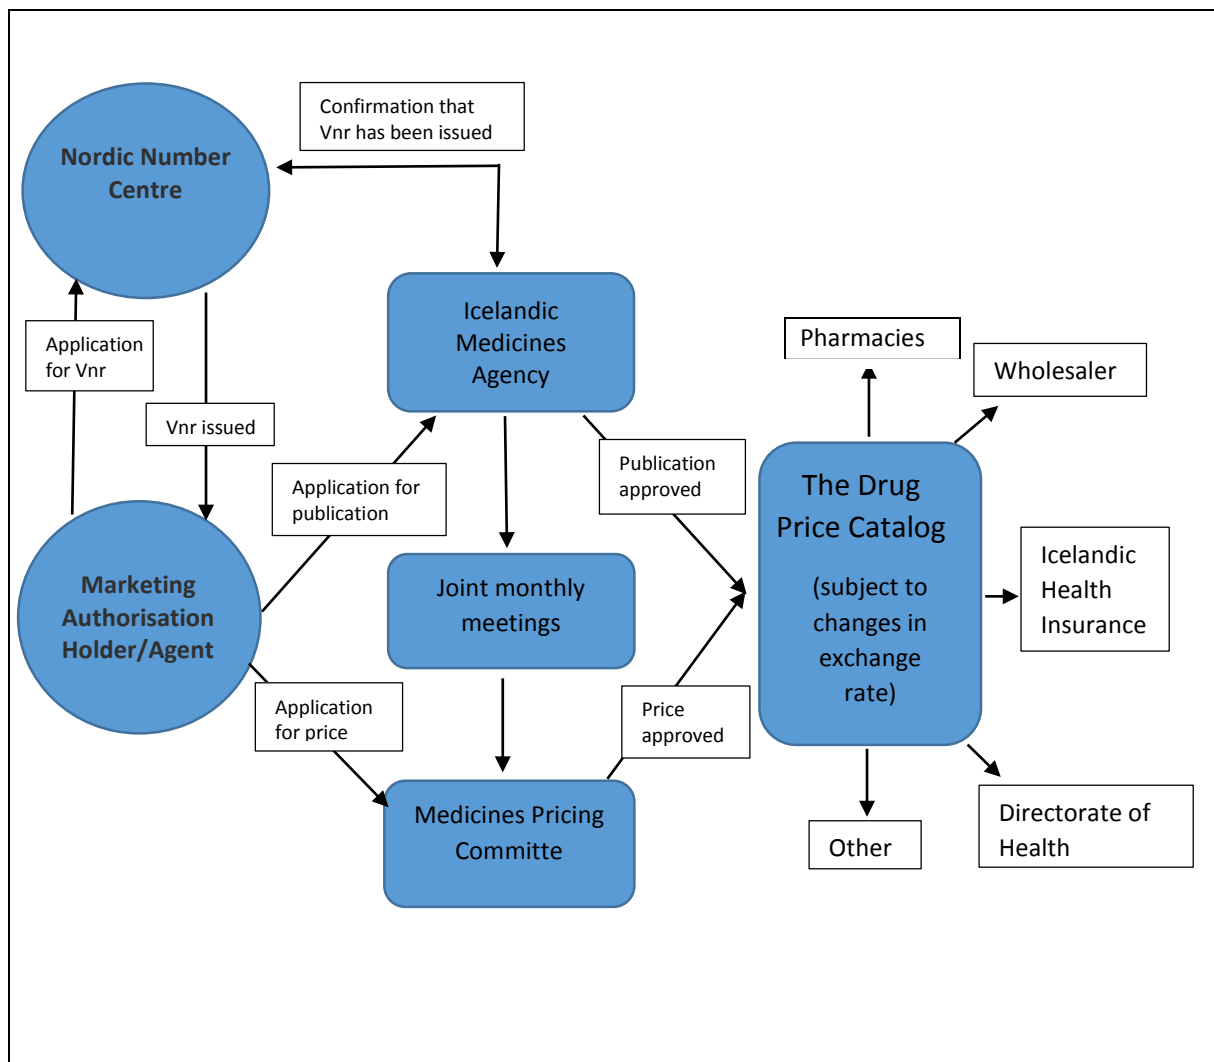 Confirmation that
Vnr has been issued
Nordic Number
Centre
Icelandic
Medicines
Agency
Application
for Vnr
Vnr issued
Pharmacies
Wholesaler
Application for
publication
Publication
approved
The Drug
Price Catalog
(subject to
changes in
exchange
rate)
Icelandic
Health
Insurance
Marketing
Authorisation
Holder/Agent
Joint monthly
meetings
Application
for price
Price
approved
Medicines Pricing
Committe
Other
Directorate of
Health